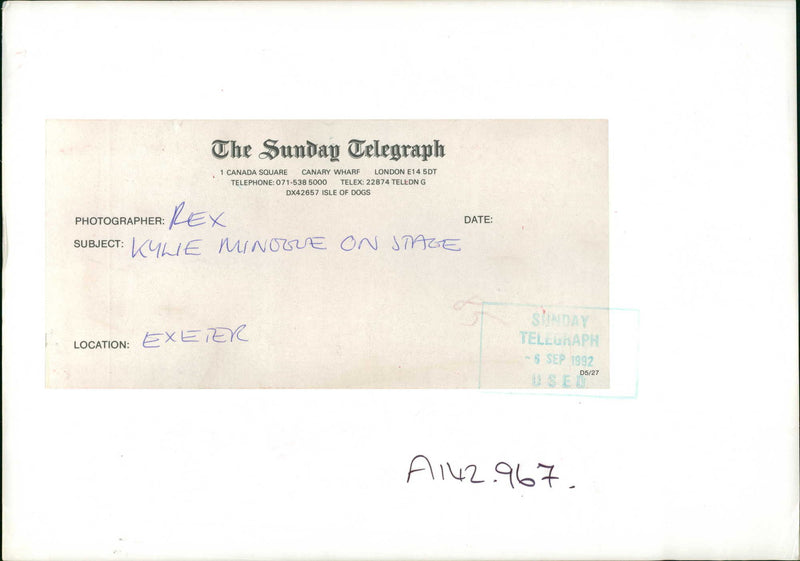 The Sunday Telegraph
1 CANADA SQUARE CANARY WHARF LONDON E14 5DT
TELEPHONE: 071-538 5000 TELEX: 22874 TELLDN G
DX42657 ISLE OF DOGS
PHOTOGRAPHER: REX DATE:
SUBJECT: KYLIE MINOGUE ON STAGE
LOCATION: EXETER
SUNDAY
TELEGRAPH
- 6 SEP 1992
USED
D5/27
A142.967.